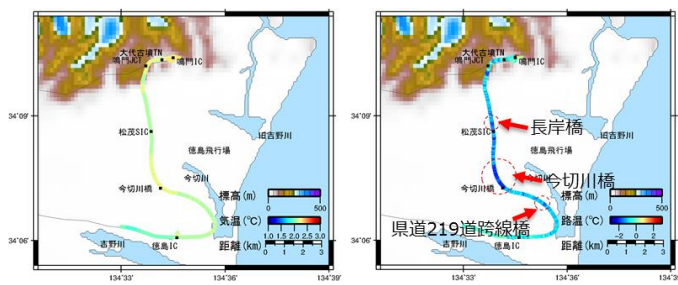 大代古墳TN
鳴門JCT
鳴門IC
34°09'
松茂SIC
旧吉野川
徳島飛行場
今切川
今切川橋
標高(m)
0 500
気温(℃)
1.0 1.5 2.0 2.5 3.0
34°06'
吉野川
徳島IC
距離(km)
0 1 2 3
134°33'
134°36'
134°39'
大代古墳TN
鳴門JCT
鳴門IC
34°09'
長岸橋
松茂SIC
旧吉野川
徳島飛行場
今切川橋
今切川橋
標高(m)
0 500
県道219道跨線橋
路温(℃)
-2 0 2
34°06'
吉野川
徳島IC
距離(km)
0 1 2 3
134°33'
134°36'
134°39'